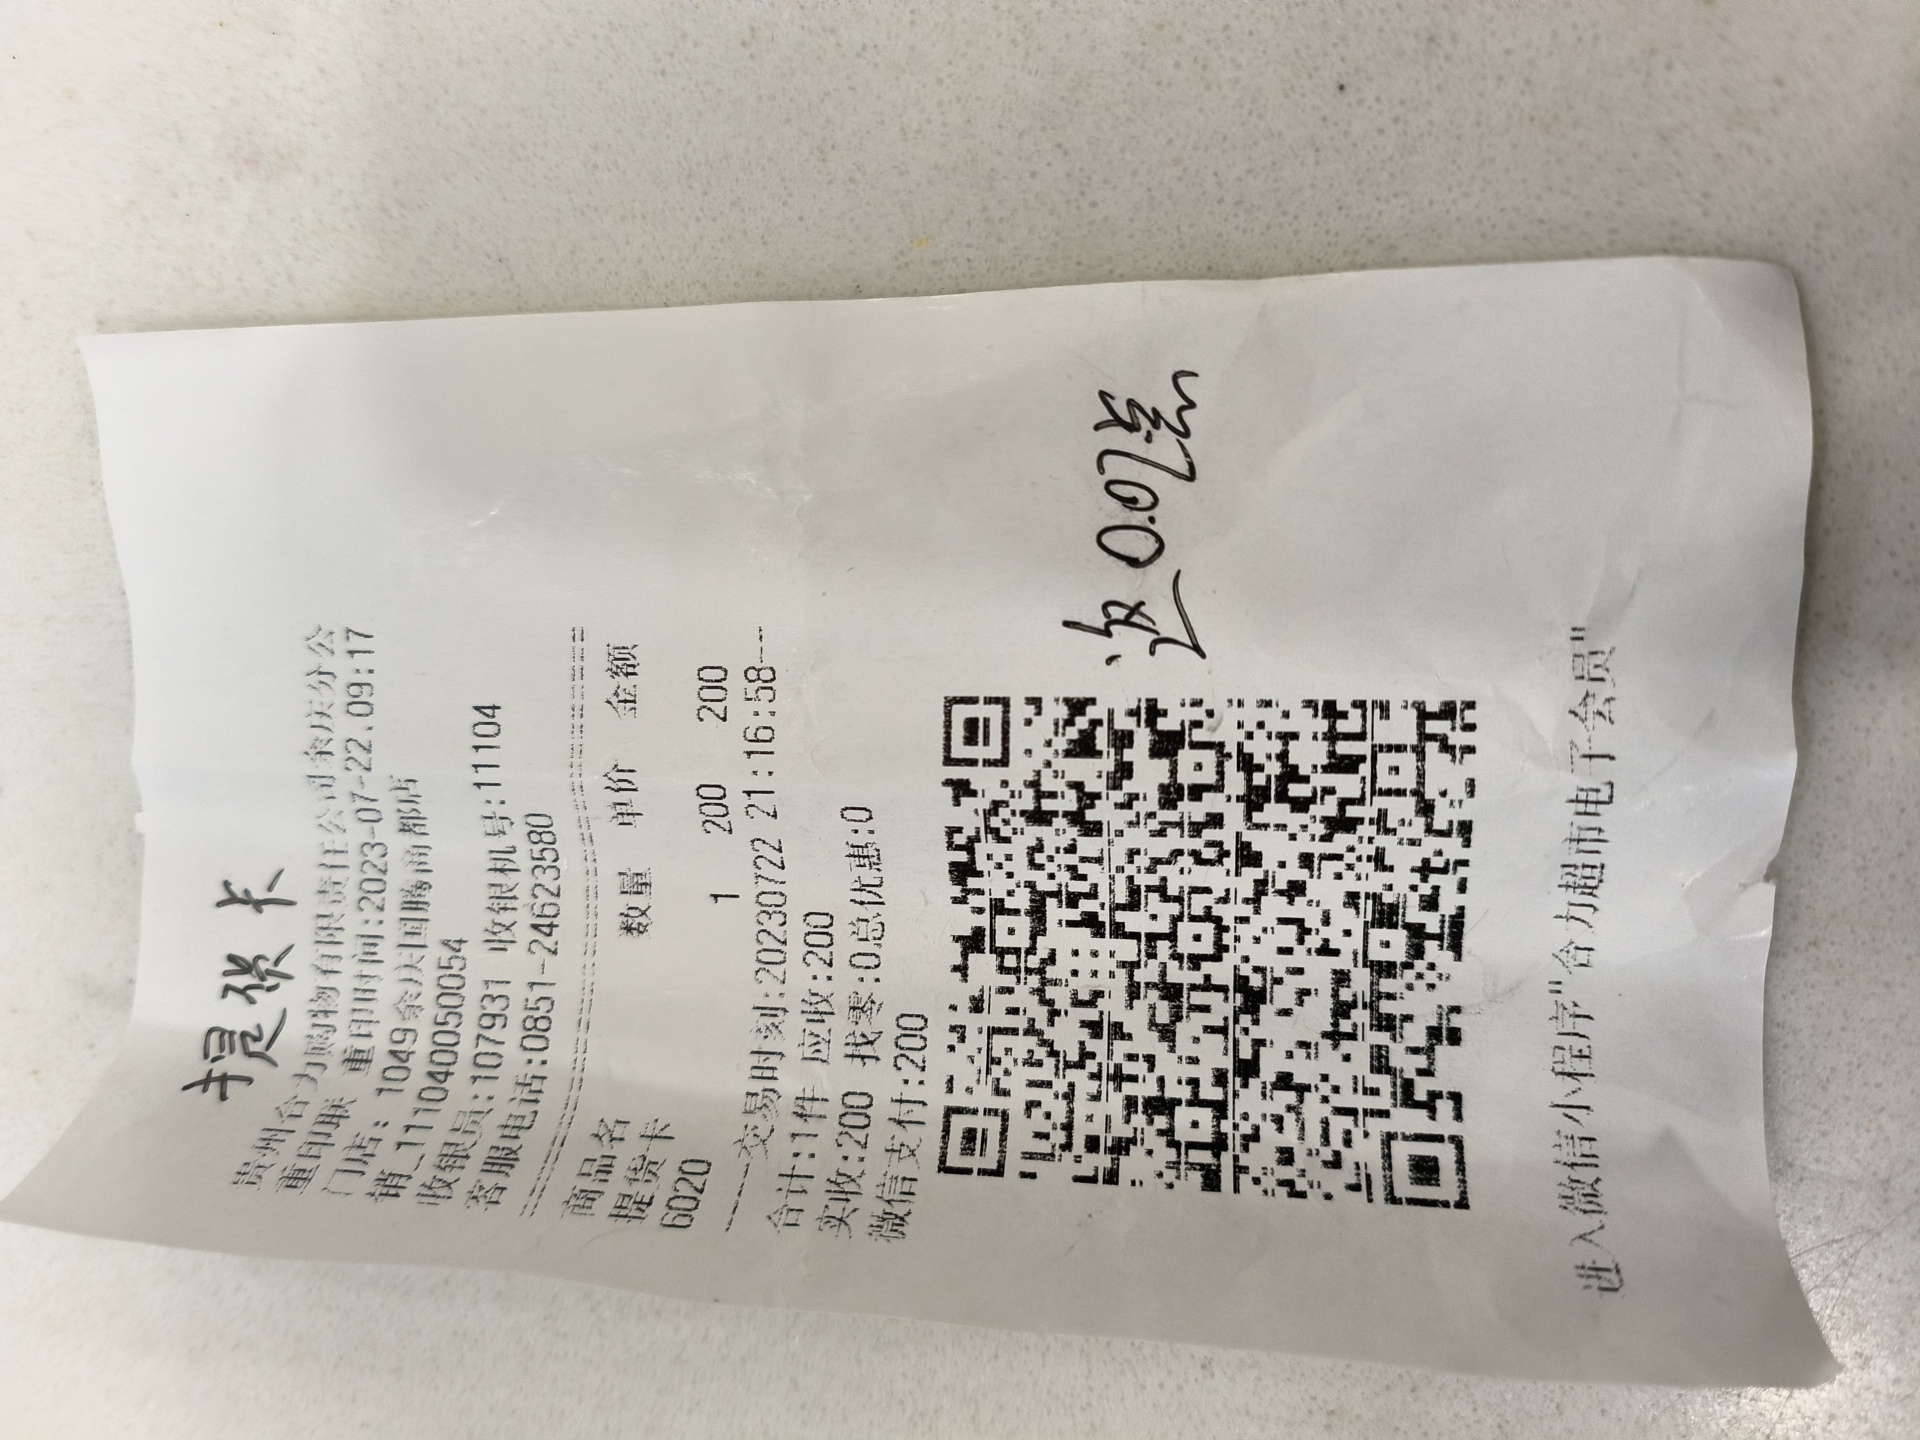 提货卡
贵州合力购物有限责任公司余庆分公
重印联 重印时间:2023-07-22.09:17
门店: 1049余庆国腾商都店
销_1110400500054
收银员:107931 收银机号:11104
客服电话:0851-24623580
商品名 数量 单价 金额
提货卡
6020 1 200 200
-----交易时刻:20230722 21:16:58---
合计:1件 应收:200
实收:200 找零:0总优惠:0
微信支付:200
0.0
进入微信小程序"合力超市电子会员"